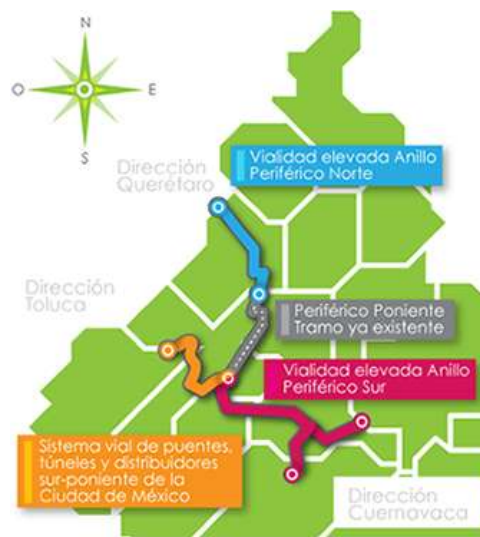 N
O
E
S
Dirección
Querétaro
Vialidad elevada Anillo
Periférico Norte
Dirección
Toluca
Periférico Poniente
Tramo ya existente
Vialidad elevada Anillo
Periférico Sur
Sistema vial de puentes,
túneles y distribuidores
sur-poniente de la
Ciudad de México
Dirección
Cuernavaca